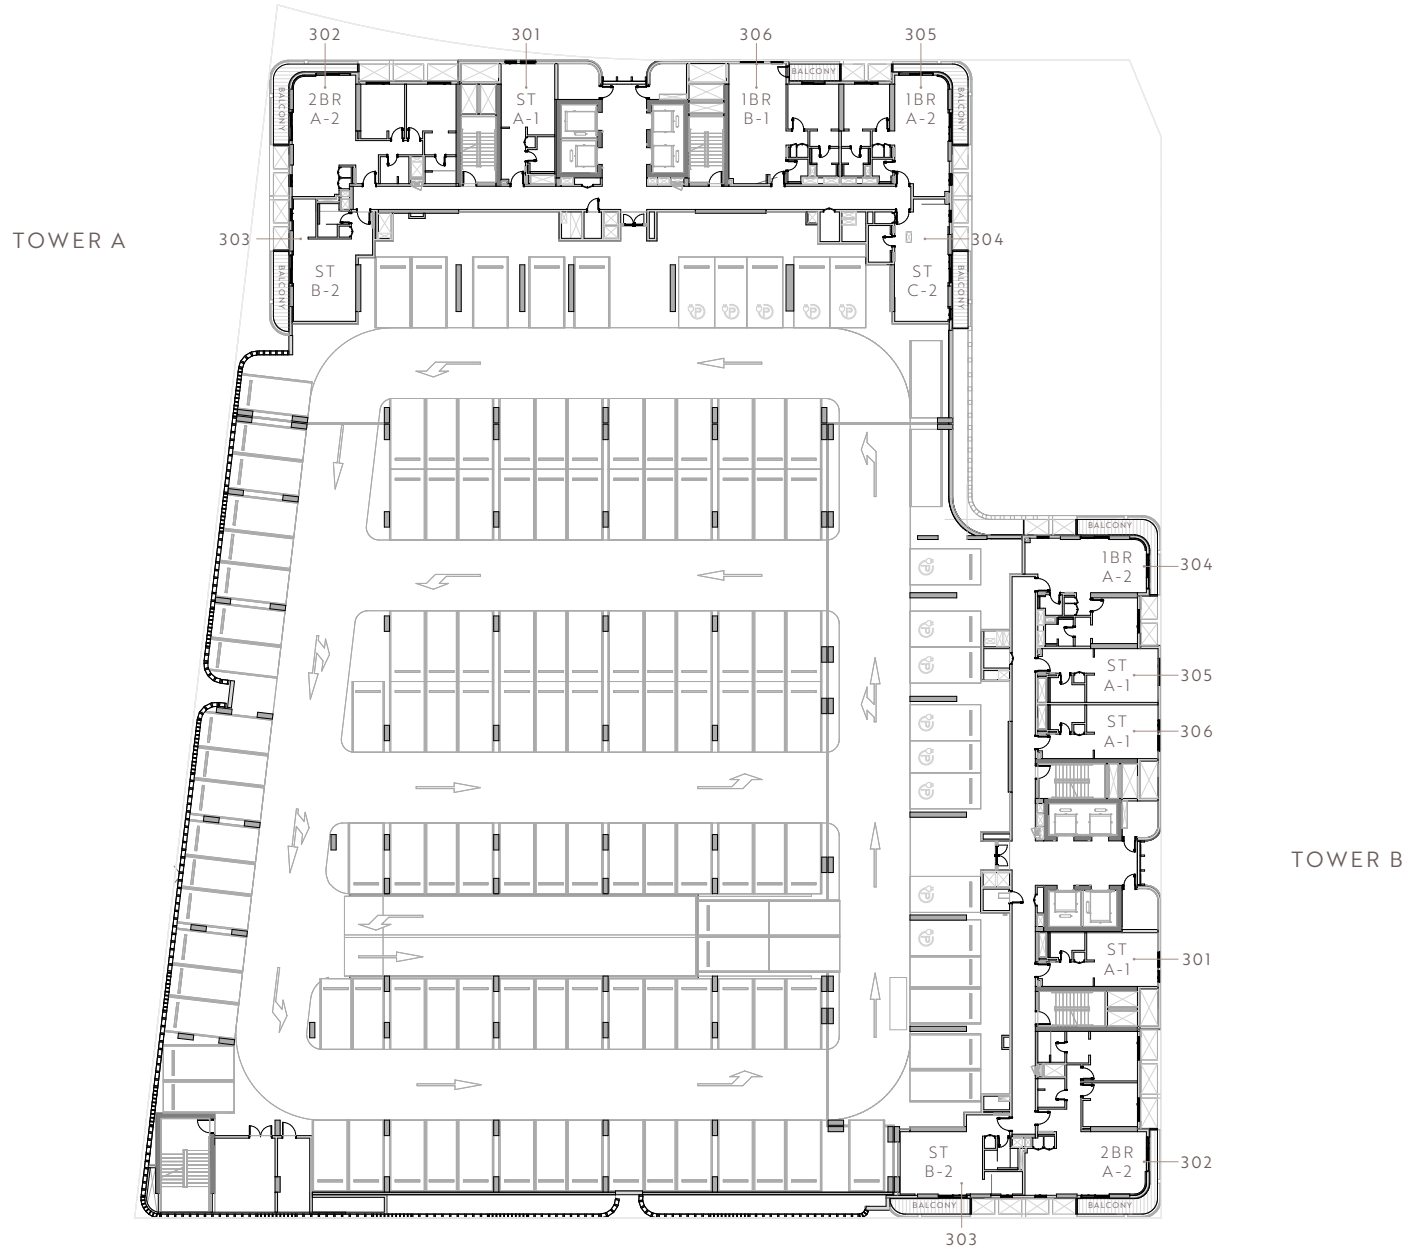 302
301
306
305
2BR
A-2
ST
A-1
1BR
B-1
BALCONY
1BR
A-2
BALCONY
BALCONY
TOWER A
303
304
ST
B-2
ST
C-2
BALCONY
BALCONY
BALCONY
1BR
A-2
304
ST
A-1
305
ST
A-1
306
TOWER B
ST
A-1
301
ST
B-2
2BR
A-2
302
BALCONY
BALCONY
303